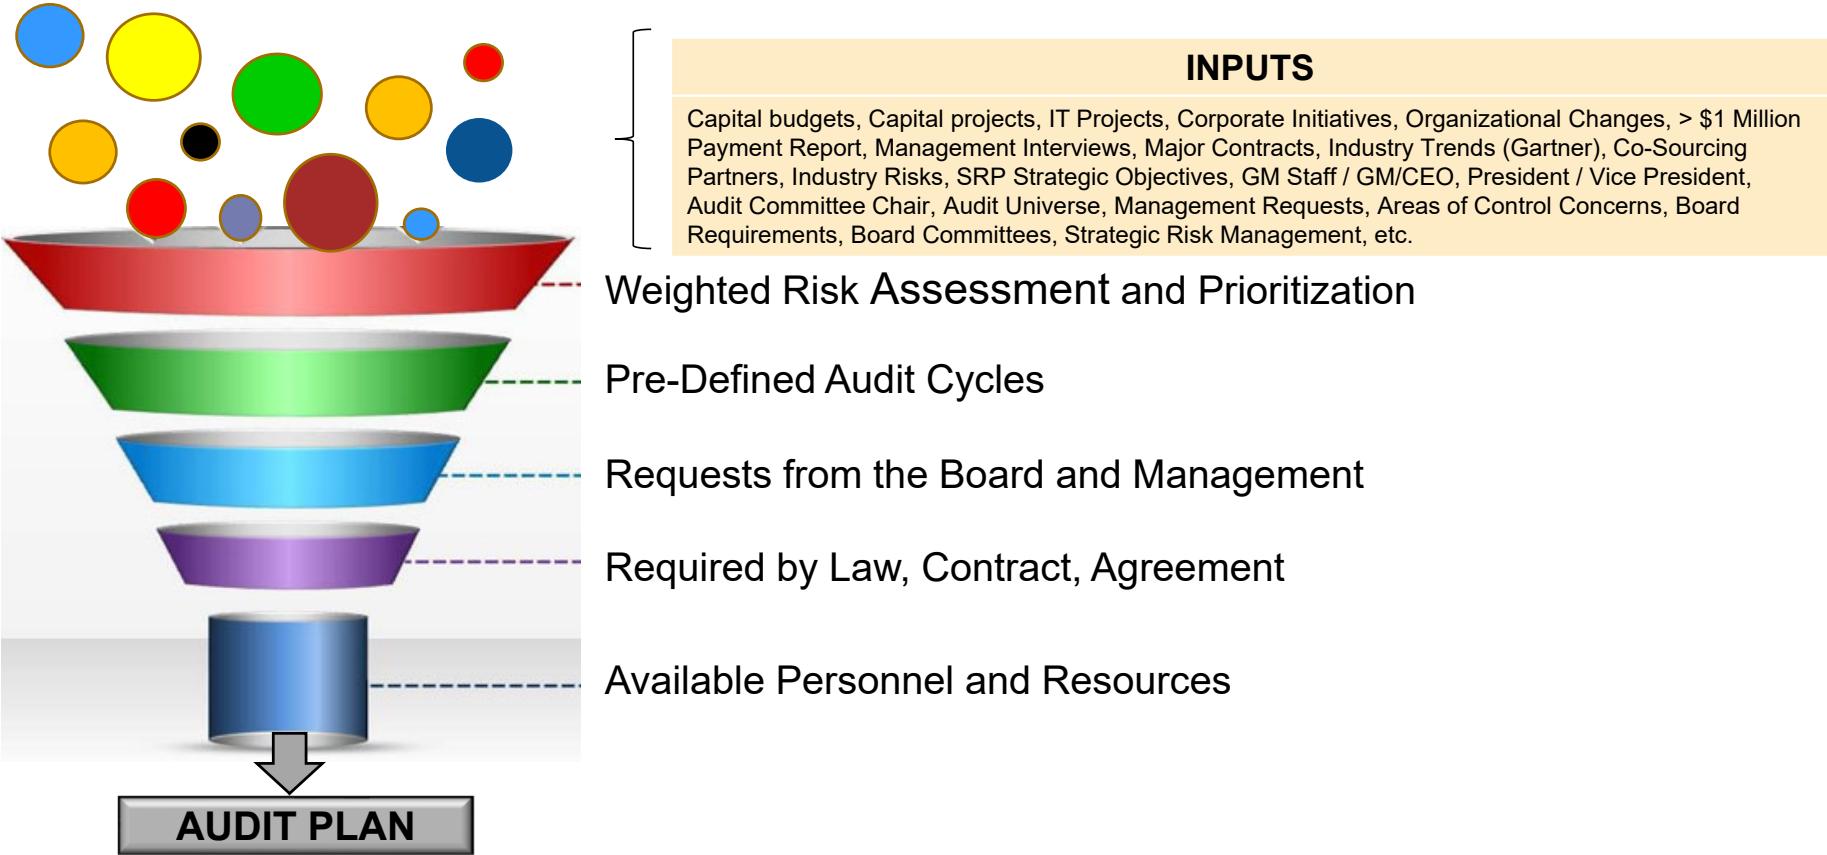 INPUTS
Capital budgets, Capital projects, IT Projects, Corporate Initiatives, Organizational Changes, > $1 Million
Payment Report, Management Interviews, Major Contracts, Industry Trends (Gartner), Co-Sourcing
Partners, Industry Risks, SRP Strategic Objectives, GM Staff / GM/CEO, President / Vice President,
Audit Committee Chair, Audit Universe, Management Requests, Areas of Control Concerns, Board
Requirements, Board Committees, Strategic Risk Management, etc.
Weighted Risk Assessment and Prioritization
Pre-Defined Audit Cycles
Requests from the Board and Management
Required by Law, Contract, Agreement
Available Personnel and Resources
AUDIT PLAN